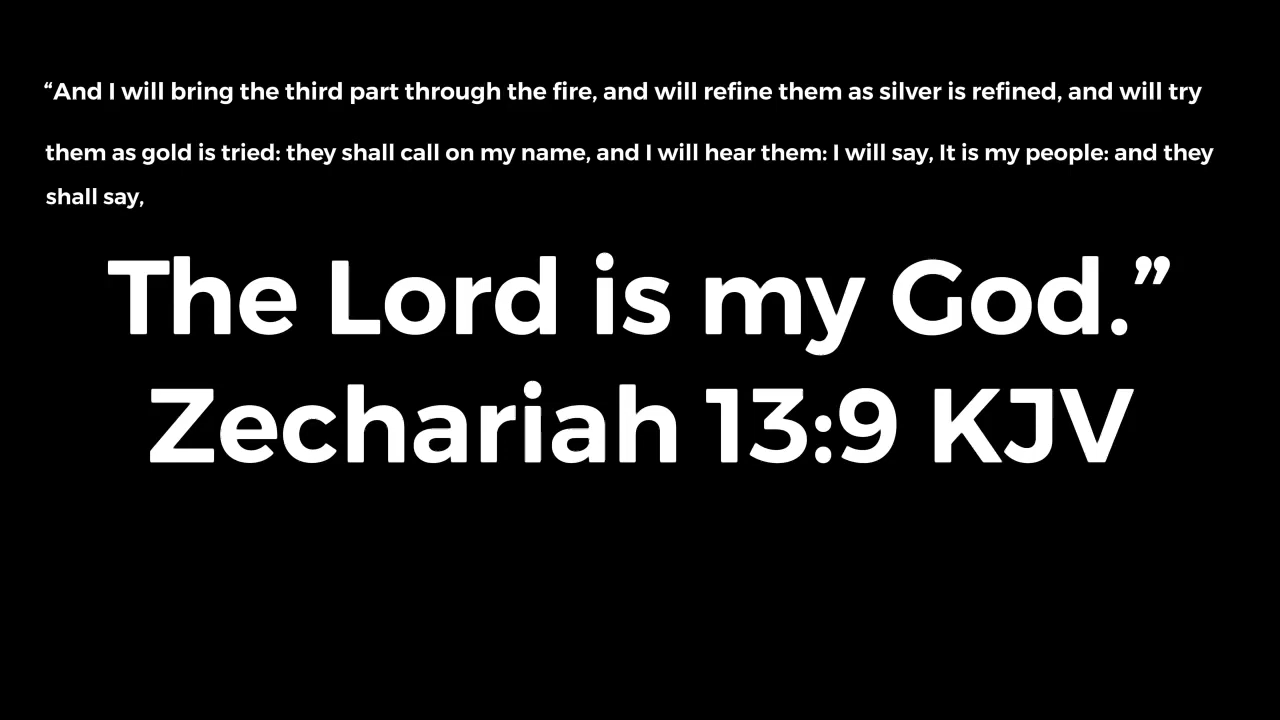 “And I will bring the third part through the fire, and will refine them as silver is refined, and will try
them as gold is tried: they shall call on my name, and I will hear them: I will say, It is my people: and they
shall say,
The Lord is my God.”
Zechariah 13:9 KJV